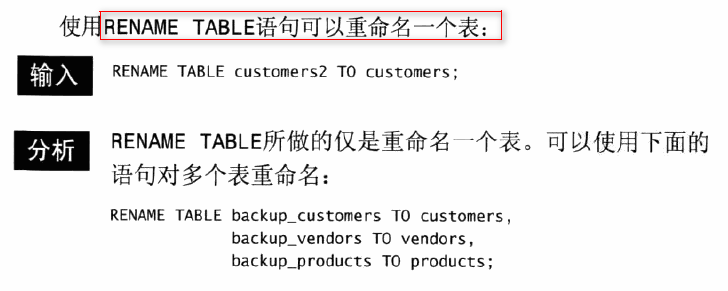 使用RENAME TABLE语句可以重命名一个表：
输入 RENAME TABLE customers2 TO customers;
分析 RENAME TABLE所做的仅是重命名一个表。可以使用下面的
语句对多个表重命名：
RENAME TABLE backup_customers TO customers,
backup_vendors TO vendors,
backup_products TO products;